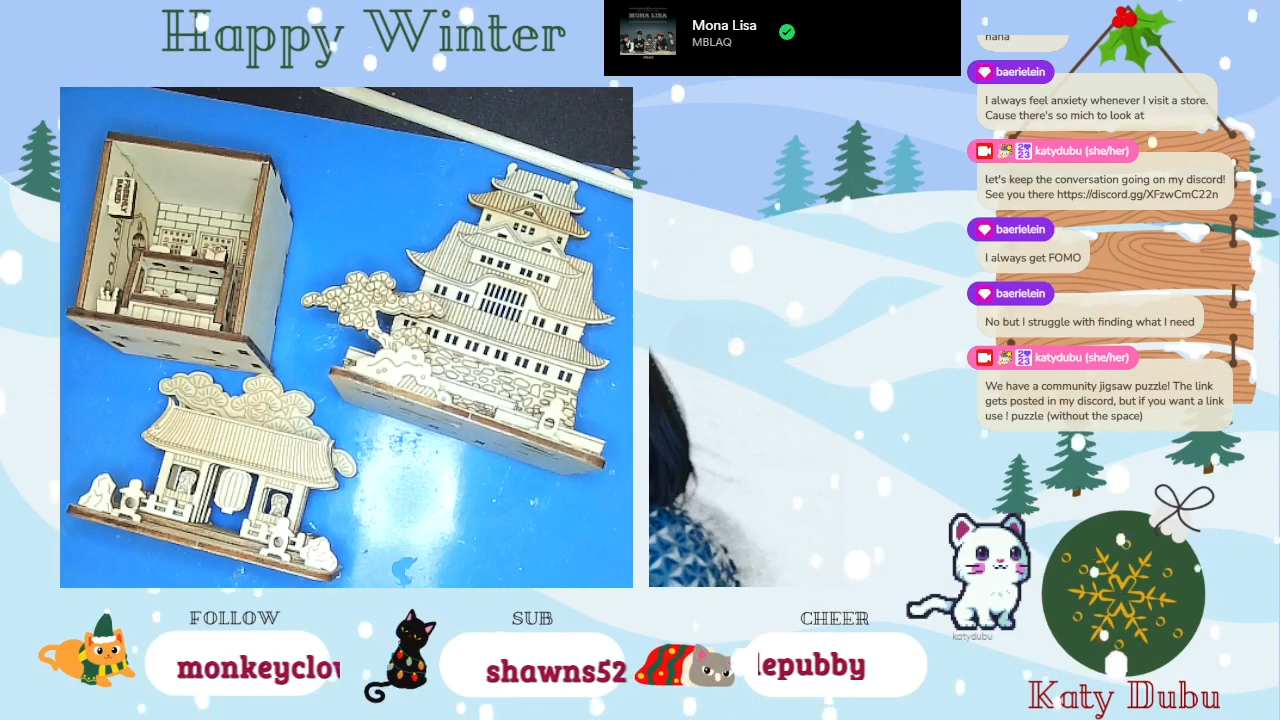 Happy Winter
MONA LISA
Mona Lisa
MBLAQ
baerielein
I always feel anxiety whenever I visit a store.
Cause there's so mich to look at
katydubu (she/her)
let's keep the conversation going on my discord!
See you there https://discord.gg/XFzwCmC22n
baerielein
I always get FOMO
baerielein
No but I struggle with finding what I need
katydubu (she/her)
We have a community jigsaw puzzle! The link
gets posted in my discord, but if you want a link
use ! puzzle (without the space)
katydubu
FOLLOW
SUB
CHEER
shawns52
lepubby
Katy Dubu